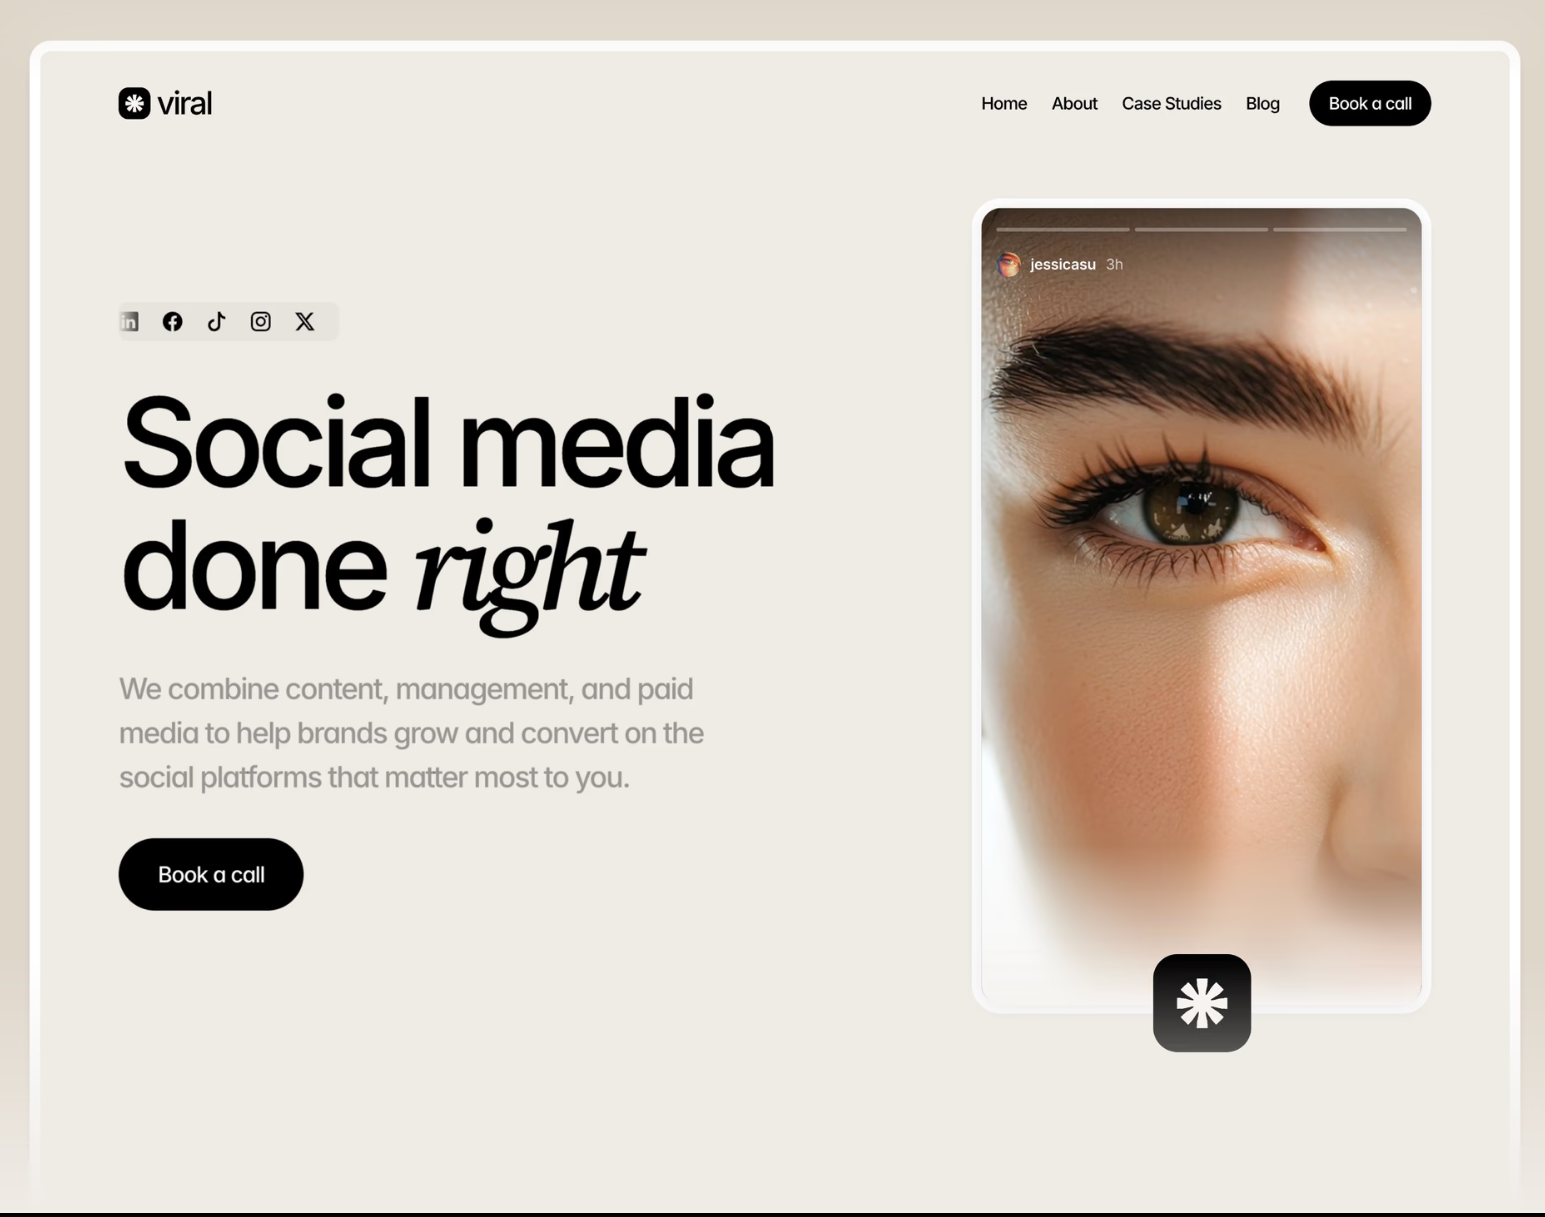 viral
Home About Case Studies Blog Book a call
jessicasu 3h
in
Social media
done right
We combine content, management, and paid
media to help brands grow and convert on the
social platforms that matter most to you.
Book a call